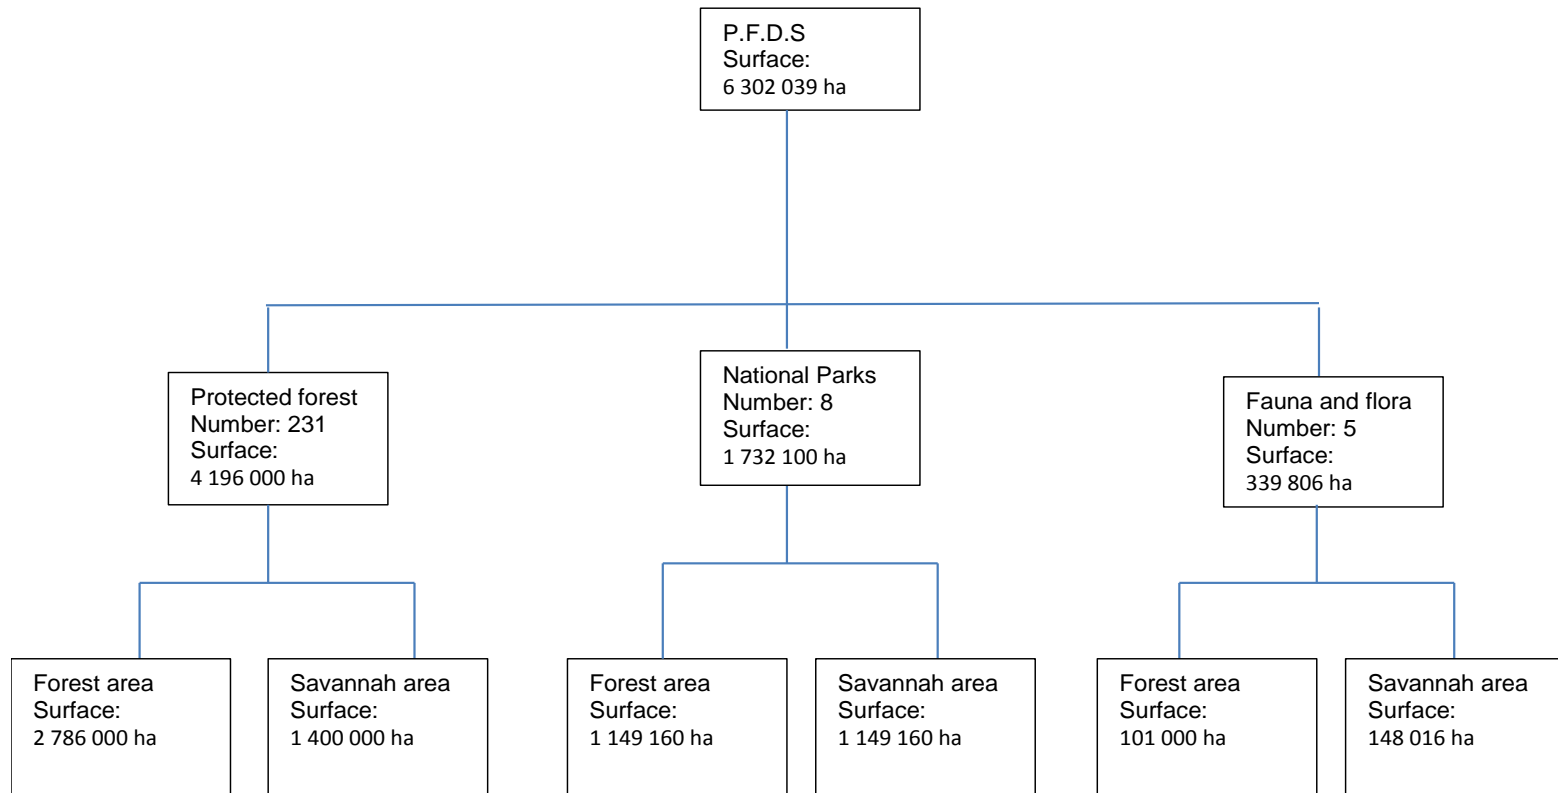 P.F.D.S
Surface:
6 302 039 ha
Protected forest
Number: 231
Surface:
4 196 000 ha
National Parks
Number: 8
Surface:
1 732 100 ha
Fauna and flora
Number: 5
Surface:
339 806 ha
Forest area
Surface:
2 786 000 ha
Savannah area
Surface:
1 400 000 ha
Forest area
Surface:
1 149 160 ha
Savannah area
Surface:
1 149 160 ha
Forest area
Surface:
101 000 ha
Savannah area
Surface:
148 016 ha